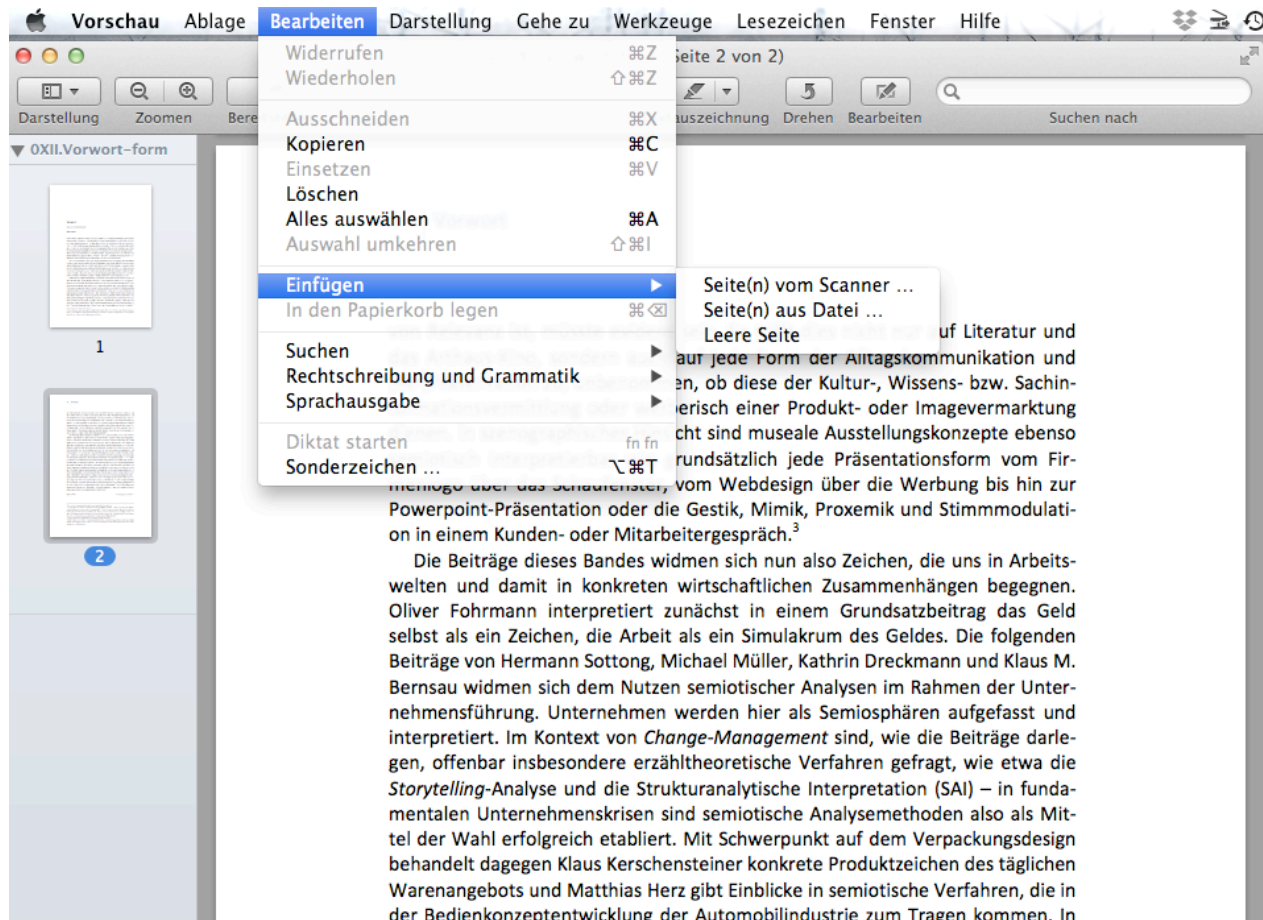 Vorschau Ablage Bearbeiten Darstellung Gehe zu Werkzeuge Lesezeichen Fenster Hilfe
Seite 2 von 2)
Darstellung Zoomen Bere auszeichnung Drehen Bearbeiten Suchen nach
0XII.Vorwort-form
1
2
Widerrufen ⌘Z
Wiederholen ⇧⌘Z
Ausschneiden ⌘X
Kopieren ⌘C
Einsetzen ⌘V
Löschen
Alles auswählen ⌘A
Auswahl umkehren ⇧⌘I
Einfügen ▶
In den Papierkorb legen ⌘⌫
Suchen ▶
Rechtschreibung und Grammatik ▶
Sprachausgabe ▶
Diktat starten fn fn
Sonderzeichen ... ⌥⌘T
Seite(n) vom Scanner ...
Seite(n) aus Datei ...
Leere Seite
Vorwort
uf Literatur und
auf jede Form der Alltagskommunikation und
en, ob diese der Kultur-, Wissens- bzw. Sachin-
erisch einer Produkt- oder Imagevermarktung
cht sind museale Ausstellungskonzepte ebenso
rundsätzlich jede Präsentationsform vom Fir-
menlogo über das Schaufenster, vom Webdesign über die Werbung bis hin zur
Powerpoint-Präsentation oder die Gestik, Mimik, Proxemik und Stimmmodulati-
on in einem Kunden- oder Mitarbeitergespräch.³
Die Beiträge dieses Bandes widmen sich nun also Zeichen, die uns in Arbeits-
welten und damit in konkreten wirtschaftlichen Zusammenhängen begegnen.
Oliver Fohrmann interpretiert zunächst in einem Grundsatzbeitrag das Geld
selbst als ein Zeichen, die Arbeit als ein Simulakrum des Geldes. Die folgenden
Beiträge von Hermann Sottong, Michael Müller, Kathrin Dreckmann und Klaus M.
Bernsau widmen sich dem Nutzen semiotischer Analysen im Rahmen der Unter-
nehmensführung. Unternehmen werden hier als Semiosphären aufgefasst und
interpretiert. Im Kontext von Change-Management sind, wie die Beiträge darle-
gen, offenbar insbesondere erzähltheoretische Verfahren gefragt, wie etwa die
Storytelling-Analyse und die Strukturanalytische Interpretation (SAI) – in funda-
mentalen Unternehmenskrisen sind semiotische Analysemethoden also als Mit-
tel der Wahl erfolgreich etabliert. Mit Schwerpunkt auf dem Verpackungsdesign
behandelt dagegen Klaus Kerschensteiner konkrete Produktzeichen des täglichen
Warenangebots und Matthias Herz gibt Einblicke in semiotische Verfahren, die in
der Bedienkonzeptentwicklung der Automobilindustrie zum Tragen kommen. In